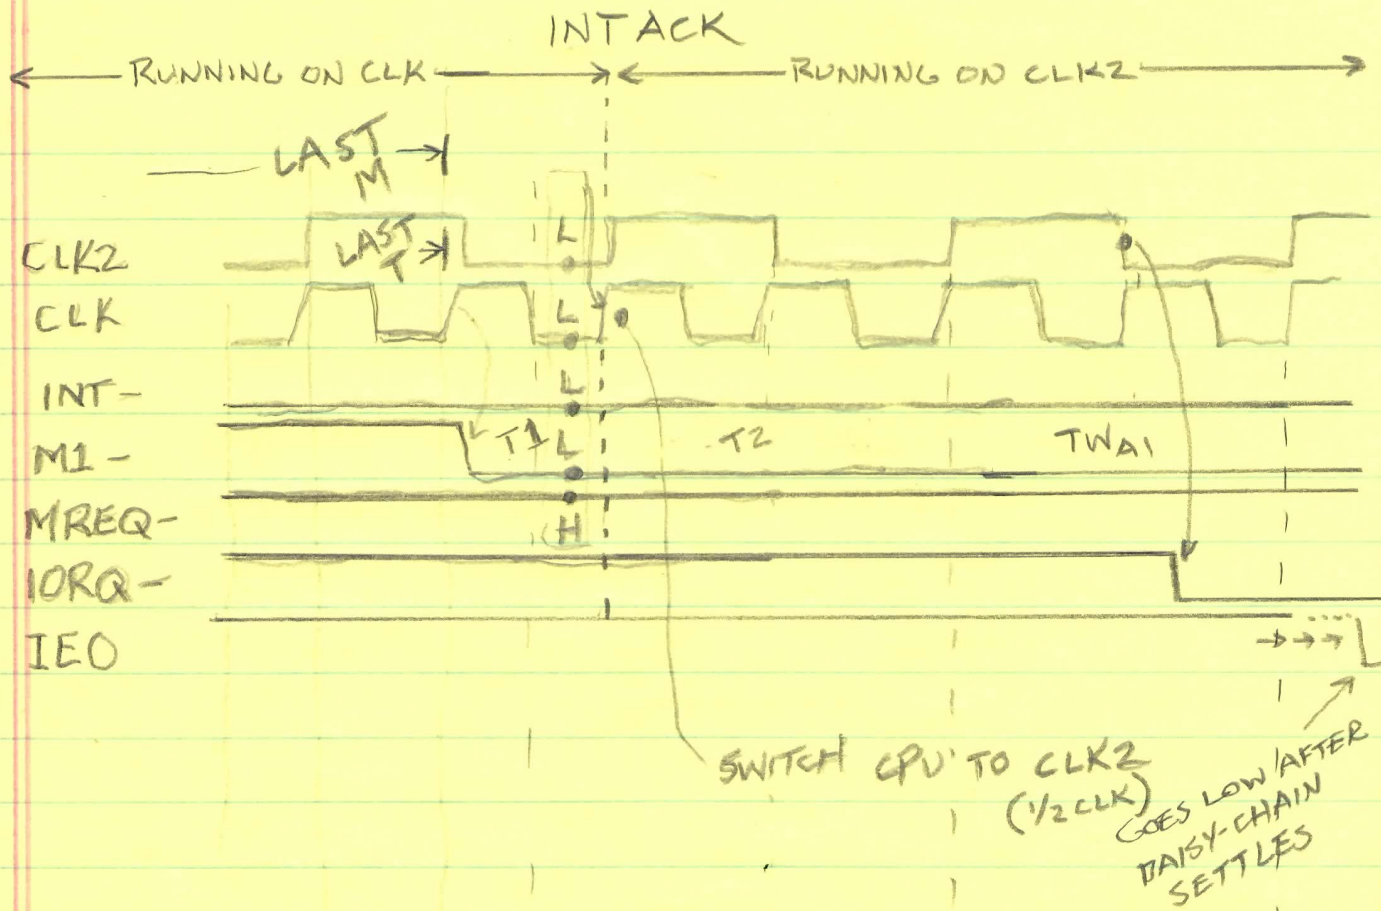 INTACK
RUNNING ON CLK
RUNNING ON CLK2
LAST
M
LAST
T
L
CLK2
L
CLK
L
INT-
T1
L
T2
TWA1
M1-
MREQ-
H
IORQ-
IEO
SWITCH CPU TO CLK2
(1/2 CLK)
GOES LOW AFTER
DAISY-CHAIN
SETTLES